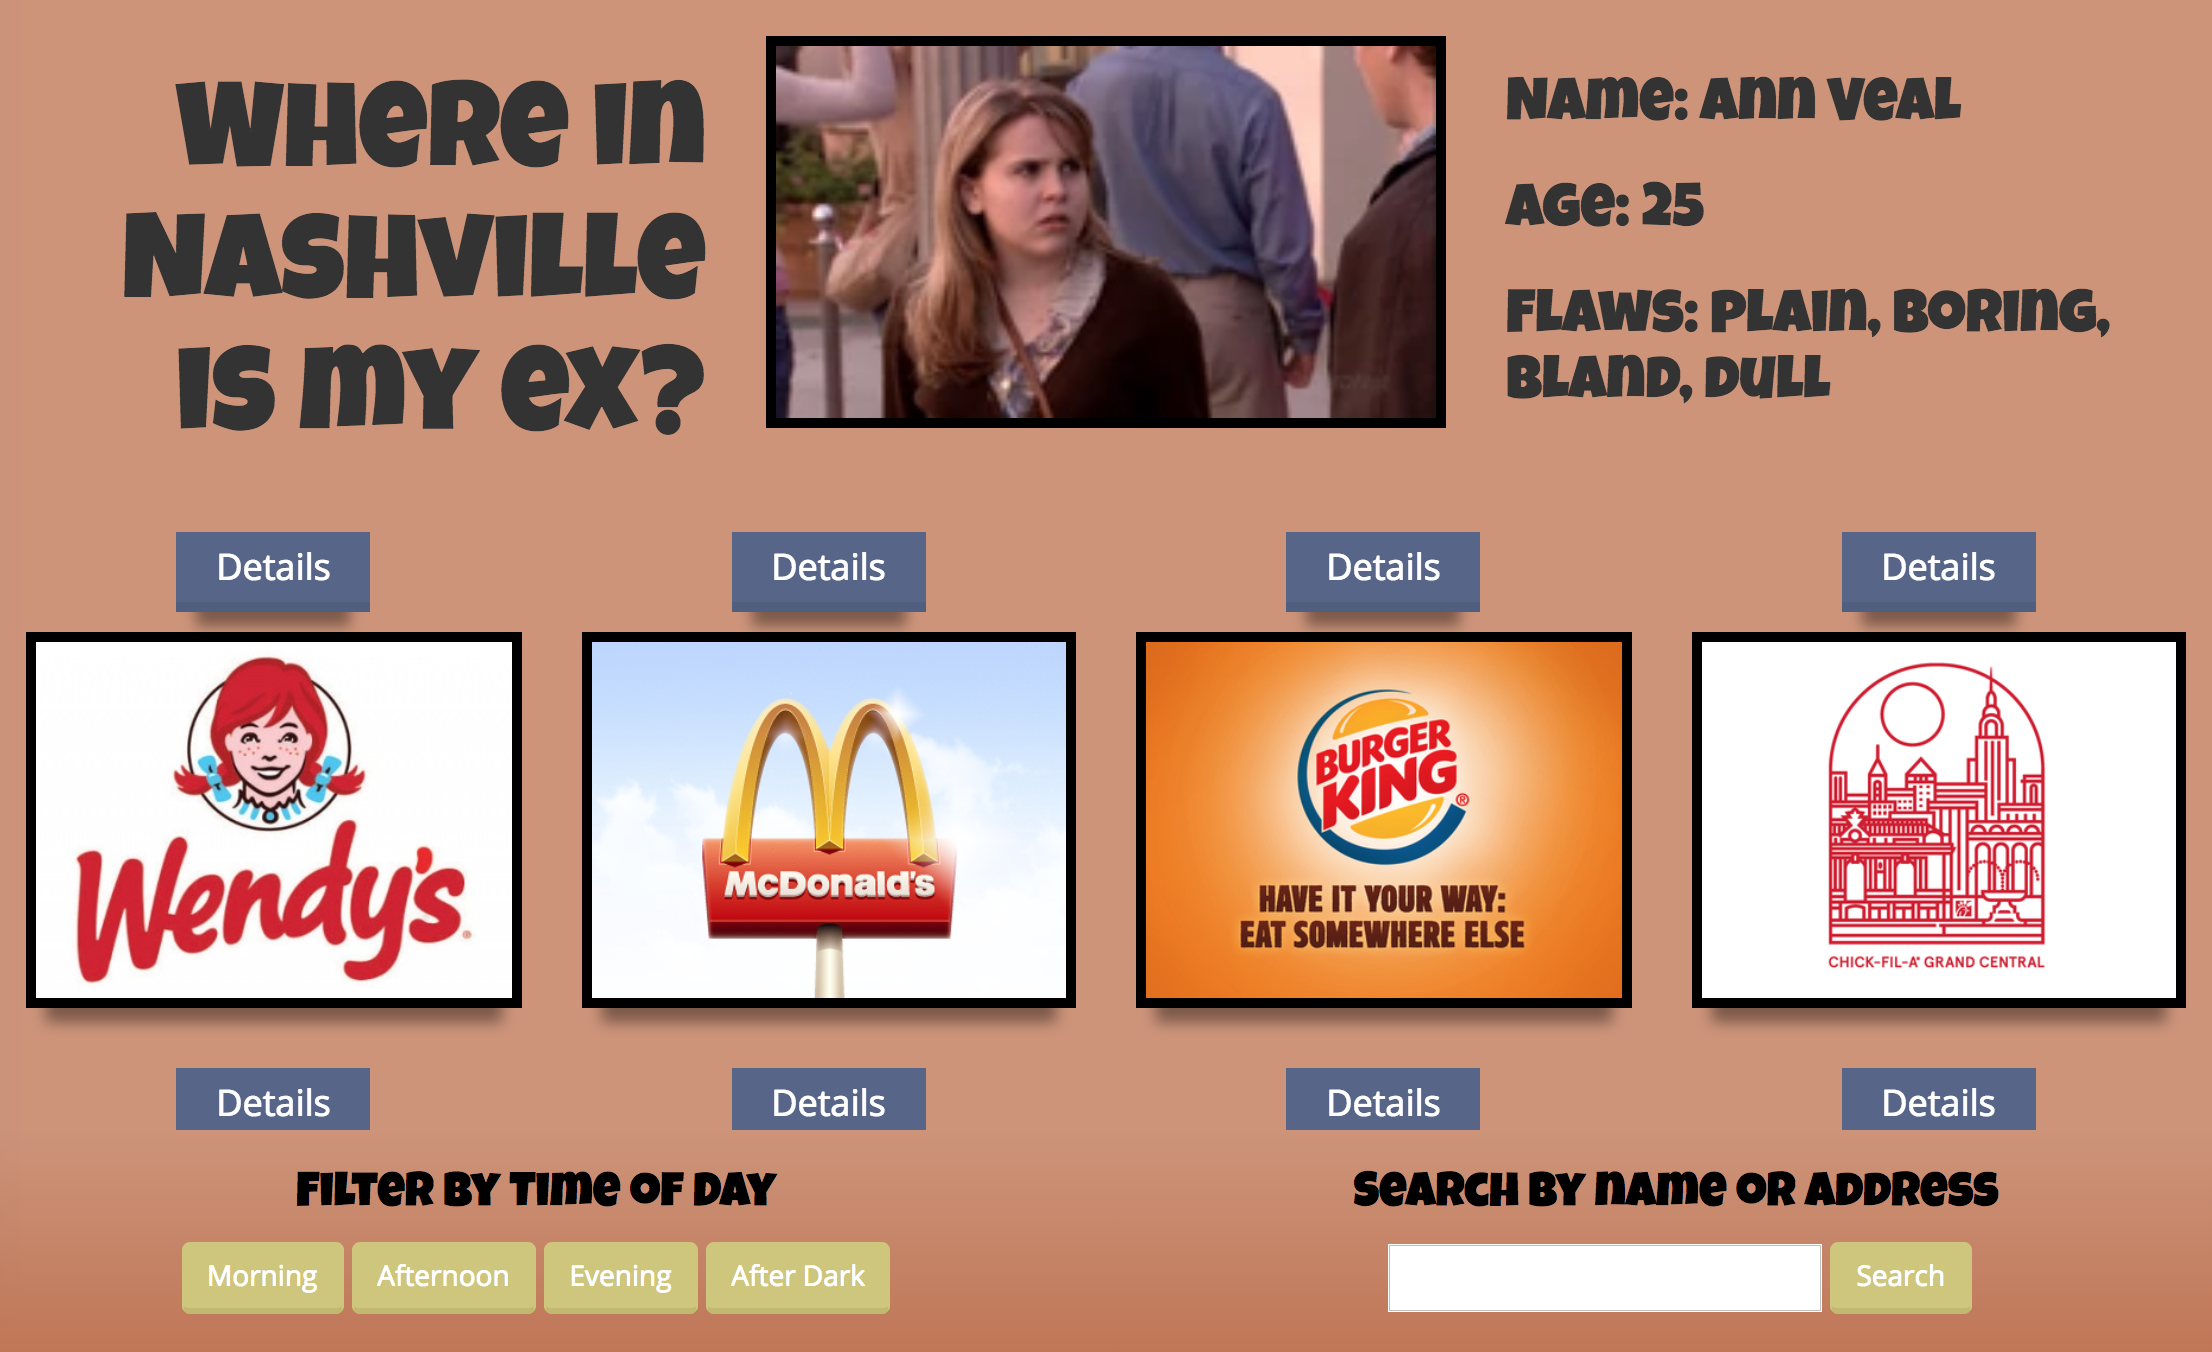 Where in
Nashville
is my ex?
Name: Ann Veal
Age: 25
Flaws: Plain, Boring,
Bland, Dull
Details
Details
Details
Details
Wendy's
McDonald's
BURGER
KING®
HAVE IT YOUR WAY:
EAT SOMEWHERE ELSE
CHICK-FIL-A® GRAND CENTRAL
Details
Details
Details
Details
Filter by Time of Day
Morning
Afternoon
Evening
After Dark
Search by name or address
Search